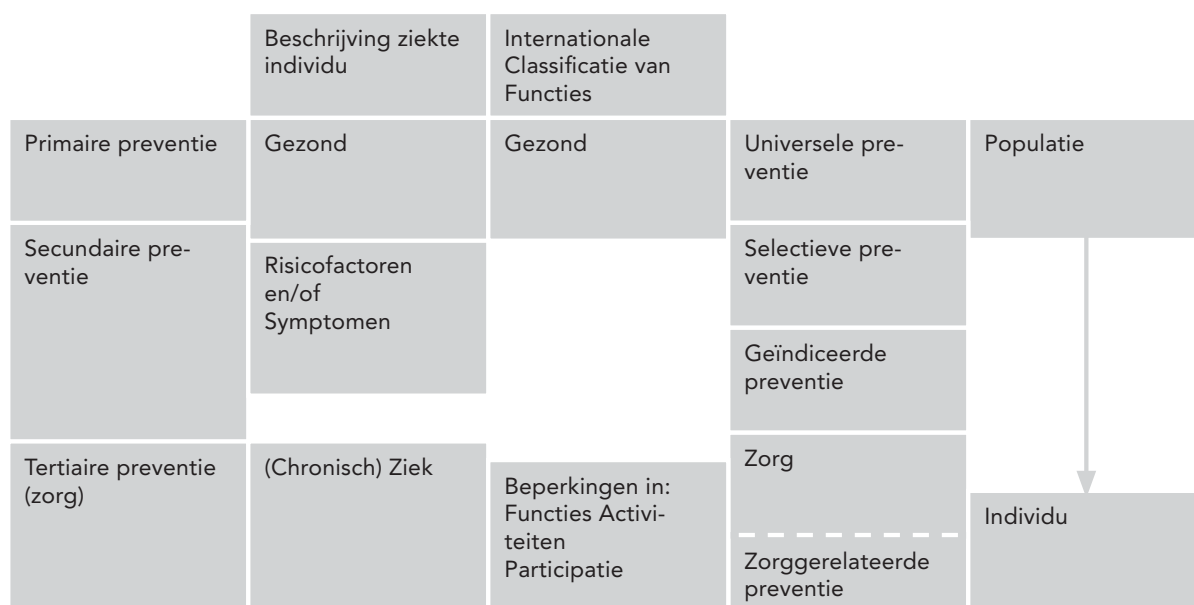 Beschrijving ziekte
individu
Internationale
Classificatie van
Functies
Primaire preventie
Gezond
Gezond
Universele pre-
ventie
Populatie
Secundaire pre-
ventie
Risicofactoren
en/of
Symptomen
Selectieve pre-
ventie
Geïndiceerde
preventie
Tertiaire preventie
(zorg)
(Chronisch) Ziek
Beperkingen in:
Functies Activi-
teiten
Participatie
Zorg
Zorggerelateerde
preventie
Individu